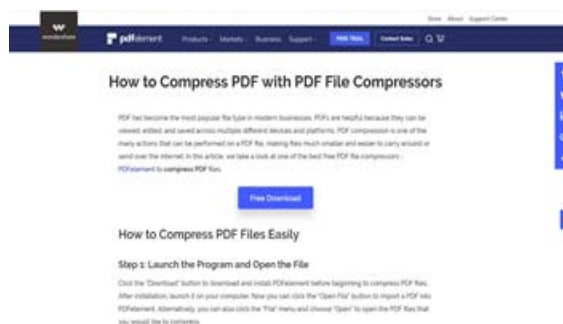 Store About Support Center
wondershare
pdfelement Products Markets Business Support FREE TRIAL Contact Sales
How to Compress PDF with PDF File Compressors
PDF has become the most popular file type in modern businesses. PDFs are helpful because they can be
viewed, edited, and saved across multiple different devices and platforms. PDF compression is one of the
many actions that can be performed on a PDF file, making files much smaller and easier to carry around or
send over the internet. In this article, we take a look at one of the best free PDF file compressors -
PDFelement to compress PDF files.
Free Download
How to Compress PDF Files Easily
Step 1: Launch the Program and Open the File
Click the "Download" button to download and install PDFelement before beginning to compress PDF files.
After installation, launch it on your computer. Now you can click the "Open File" button to import a PDF into
PDFelement. Alternatively, you can also click the "File" menu and choose "Open" to open the PDF files that
you would like to compress.